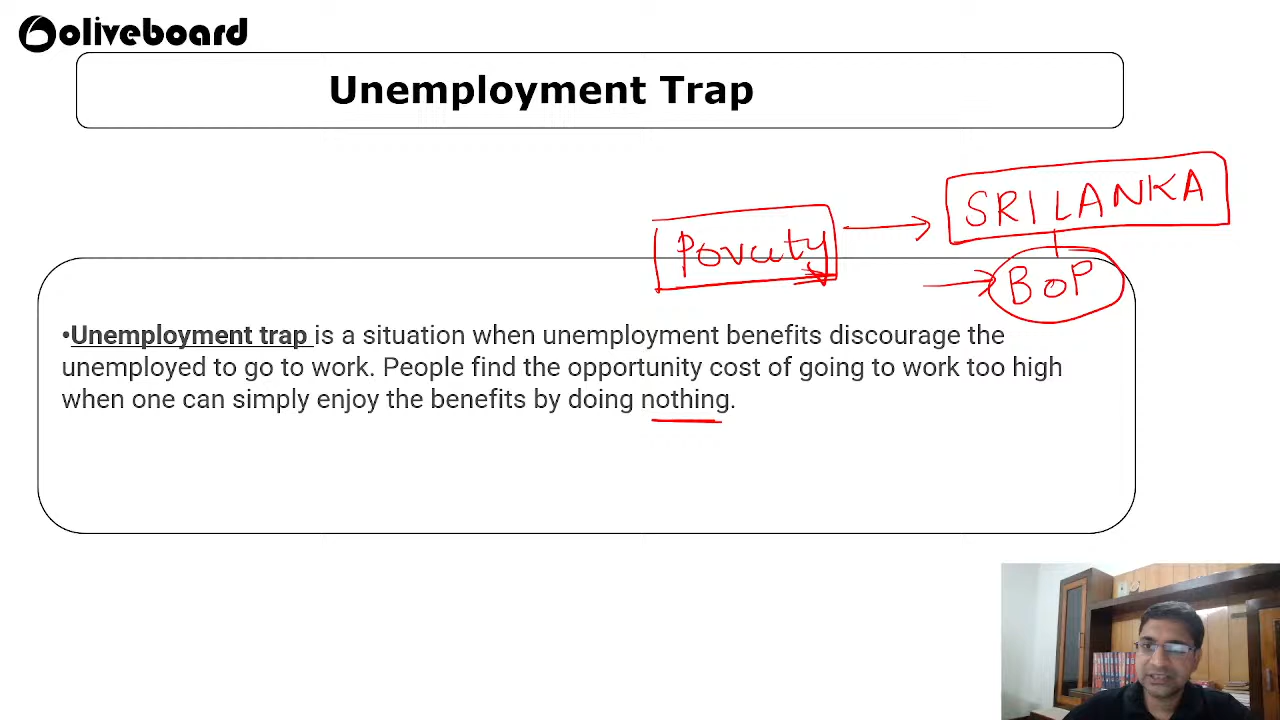 oliveboard
Unemployment Trap
SRILANKA
Poverty
BOP
•Unemployment trap is a situation when unemployment benefits discourage the
unemployed to go to work. People find the opportunity cost of going to work too high
when one can simply enjoy the benefits by doing nothing.